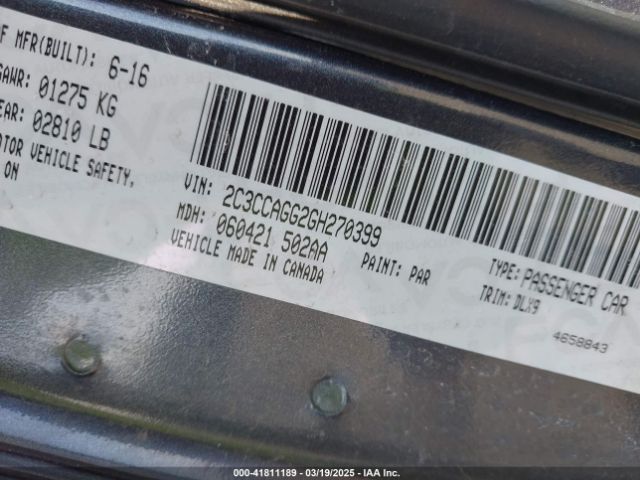 F MFR(BUILT): 6-16
GAWR: 01275 KG
EAR: 02810 LB
OTOR VEHICLE SAFETY,
ON
VIN: 2C3CCAGG2GH270399
MDH: 060421 502AA
VEHICLE MADE IN CANADA
PAINT: PAR
TYPE: PASSENGER CAR
TRIM: DLX9
4658843
000-41811189 - 03/19/2025 - IAA Inc.